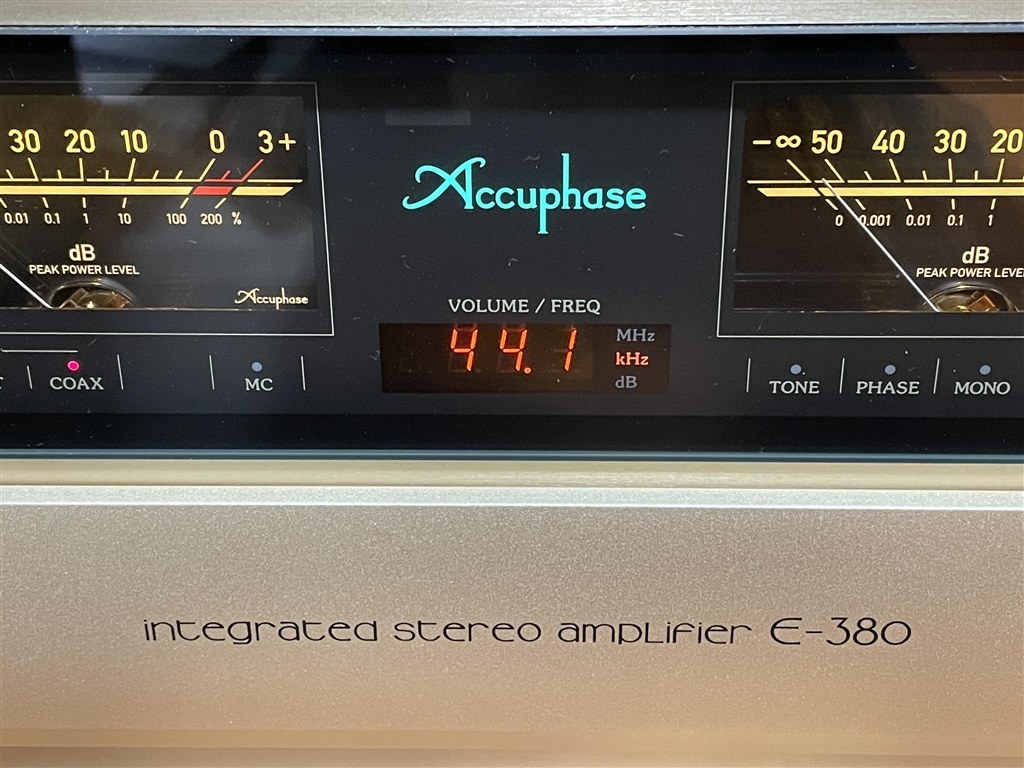 30 20 10 0 3+
0.01 0.1 1 10 100 200 %
dB
PEAK POWER LEVEL
Accuphase
COAX
MC
Accuphase
VOLUME / FREQ
44.1
MHz
kHz
dB
-∞ 50 40 30 20
0 0.001 0.01 0.1 1
dB
PEAK POWER LEVEL
TONE
PHASE
MONO
integrated stereo amplifier E-380